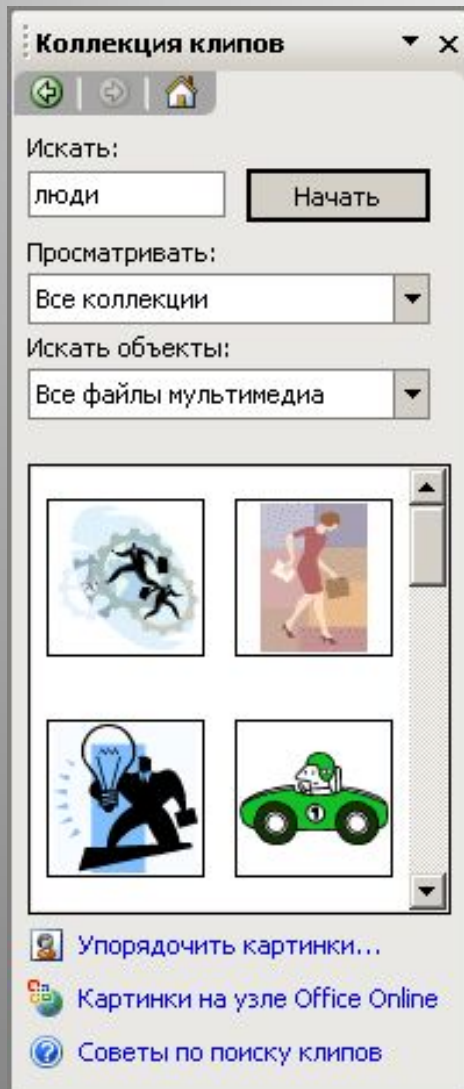 Коллекция клипов
Искать:
люди
Начать
Просматривать:
Все коллекции
Искать объекты:
Все файлы мультимедиа
1
Упорядочить картинки...
Картинки на узле Office Online
Советы по поиску клипов